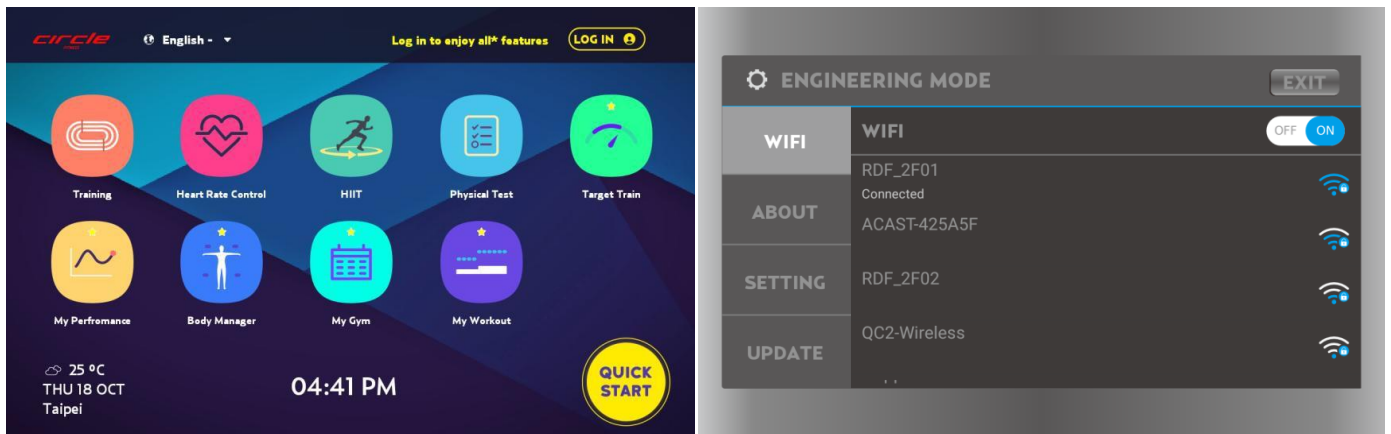 circle
FITNESS
English -
Log in to enjoy all* features
LOG IN
Training
Heart Rate Control
HIIT
Physical Test
Target Train
My Perfromance
Body Manager
My Gym
My Workout
25 ºC
THU 18 OCT
Taipei
04:41 PM
QUICK
START
ENGINEERING MODE
EXIT
WIFI
ABOUT
SETTING
UPDATE
WIFI
OFF ON
RDF_2F01
Connected
ACAST-425A5F
RDF_2F02
QC2-Wireless